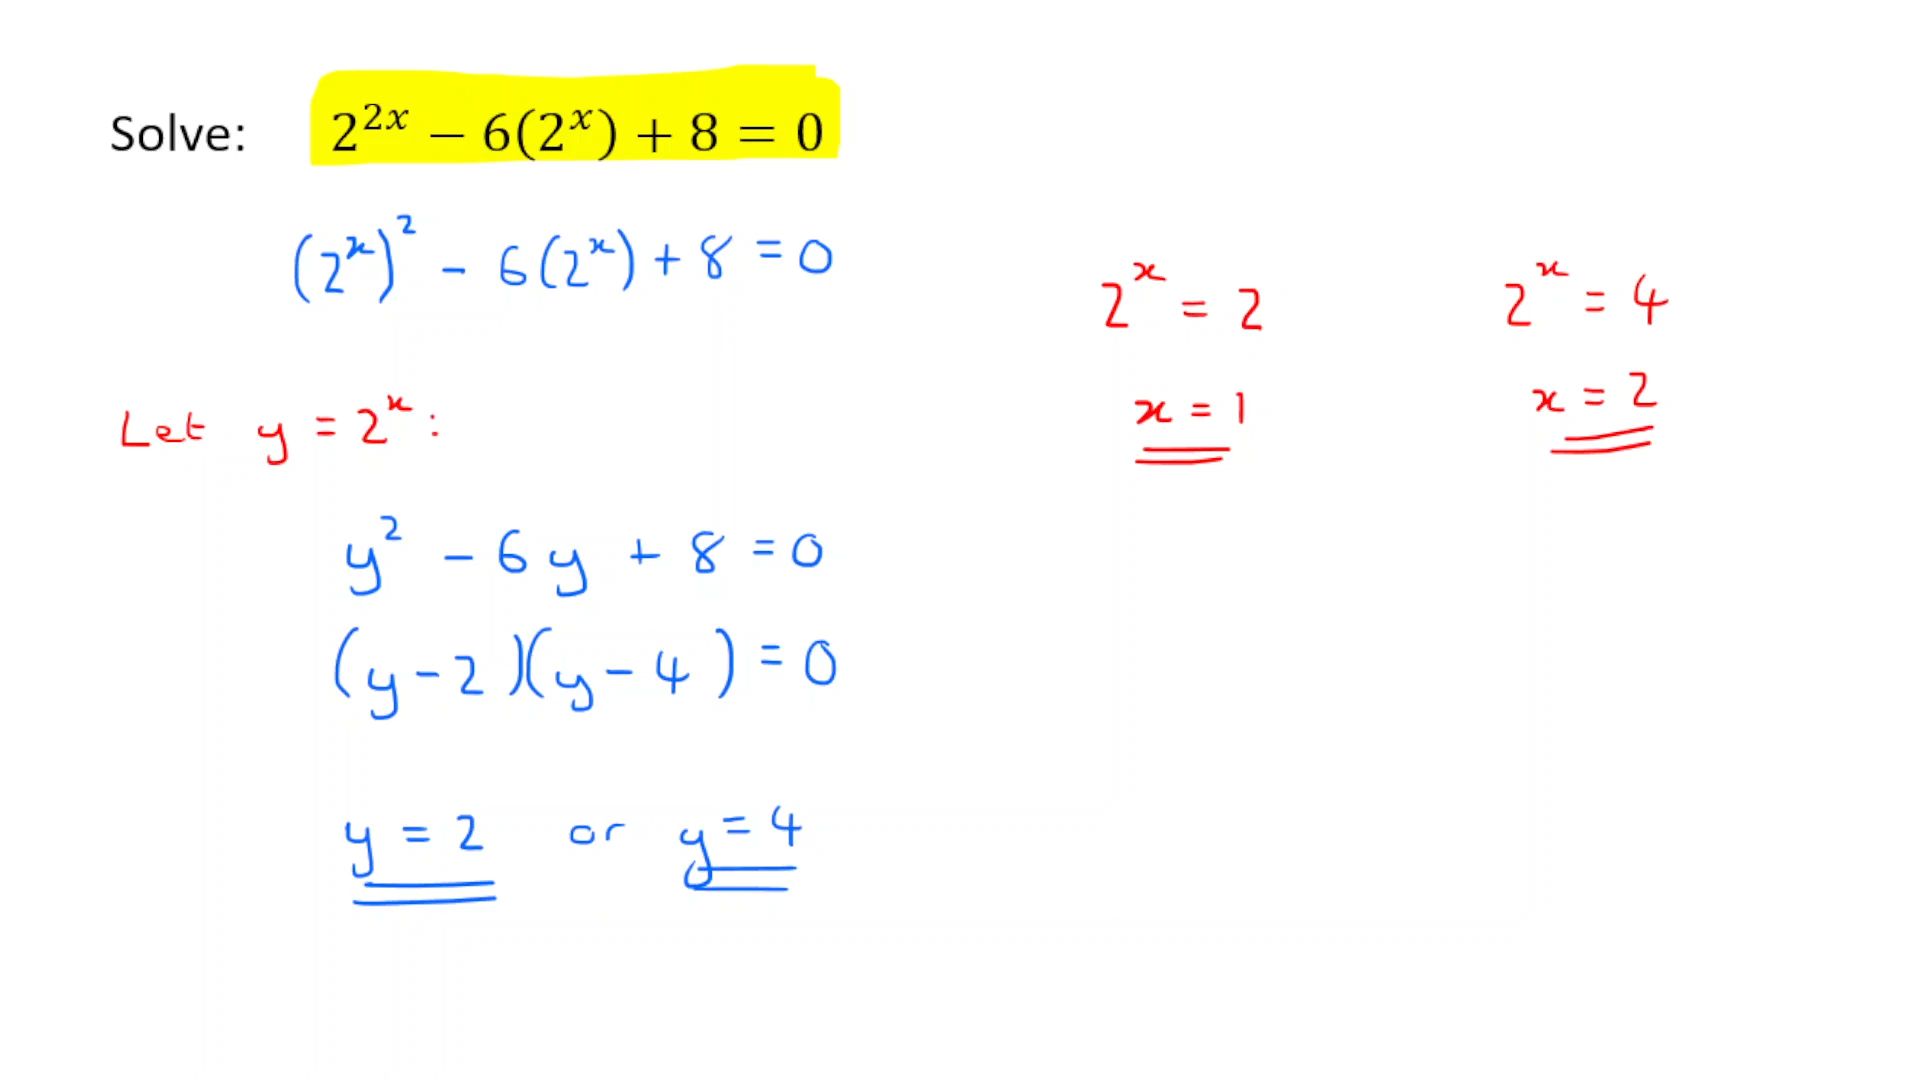 Solve: 2^{2x} − 6(2^x) + 8 = 0
(2^x)^2 - 6(2^x) + 8 = 0
Let y = 2^x :
y^2 - 6y + 8 = 0
(y-2)(y-4) = 0
y = 2 or y = 4
2^x = 2
x = 1
2^x = 4
x = 2